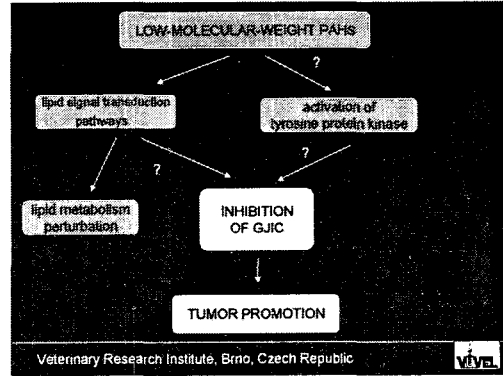 LOW-MOLECULAR-WEIGHT PAHS
?
lipid signal transduction
pathways
activation of
tyrosine protein kinase
?
?
lipid metabolism
perturbation
INHIBITION
OF GJIC
TUMOR PROMOTION
Veterinary Research Institute, Brno, Czech Republic